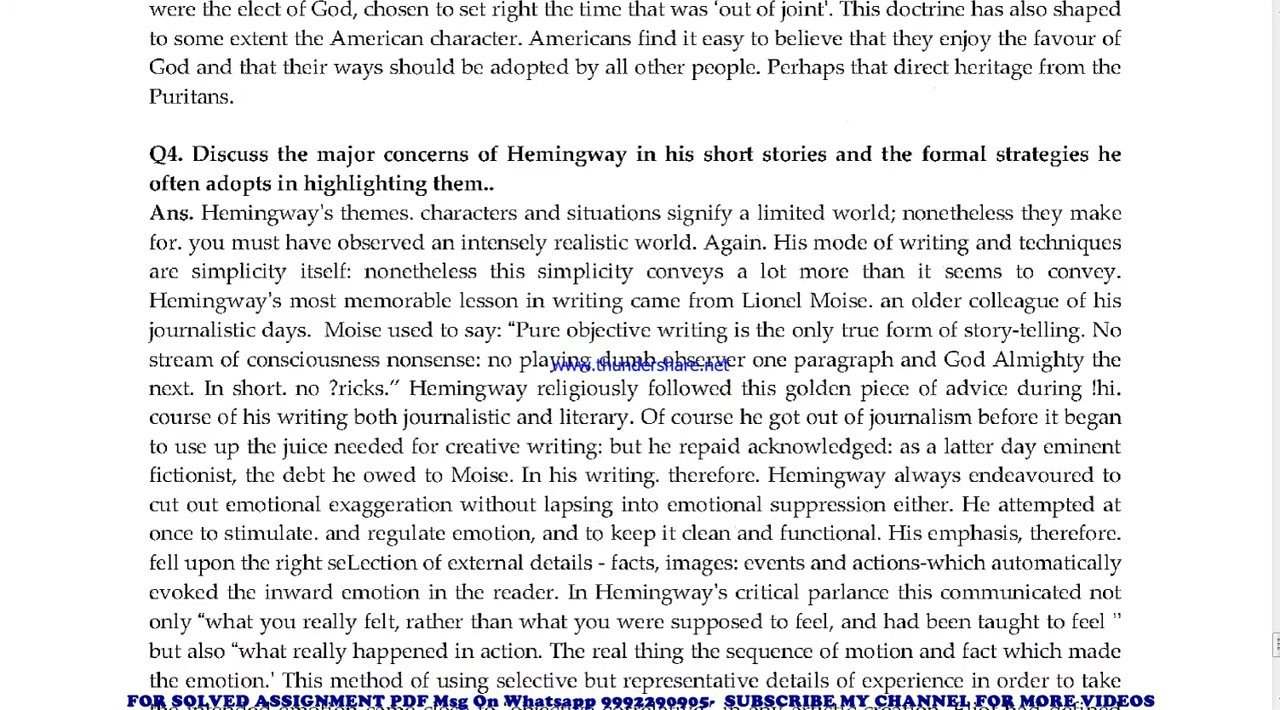 were the elect of God, chosen to set right the time that was 'out of joint'. This doctrine has also shaped
to some extent the American character. Americans find it easy to believe that they enjoy the favour of
God and that their ways should be adopted by all other people. Perhaps that direct heritage from the
Puritans.
Q4. Discuss the major concerns of Hemingway in his short stories and the formal strategies he
often adopts in highlighting them..
Ans. Hemingway's themes. characters and situations signify a limited world; nonetheless they make
for. you must have observed an intensely realistic world. Again. His mode of writing and techniques
are simplicity itself: nonetheless this simplicity conveys a lot more than it seems to convey.
Hemingway's most memorable lesson in writing came from Lionel Moise. an older colleague of his
journalistic days. Moise used to say: “Pure objective writing is the only true form of story-telling. No
stream of consciousness nonsense: no playing dumb observer one paragraph and God Almighty the
www.thundershare.net
next. In short. no ?ricks.” Hemingway religiously followed this golden piece of advice during !hi.
course of his writing both journalistic and literary. Of course he got out of journalism before it began
to use up the juice needed for creative writing: but he repaid acknowledged: as a latter day eminent
fictionist, the debt he owed to Moise. In his writing. therefore. Hemingway always endeavoured to
cut out emotional exaggeration without lapsing into emotional suppression either. He attempted at
once to stimulate. and regulate emotion, and to keep it clean and functional. His emphasis, therefore.
fell upon the right seLection of external details - facts, images: events and actions-which automatically
evoked the inward emotion in the reader. In Hemingway's critical parlance this communicated not
only “what you really felt, rather than what you were supposed to feel, and had been taught to feel ”
but also “what really happened in action. The real thing the sequence of motion and fact which made
the emotion.' This method of using selective but representative details of experience in order to take
FOR SOLVED ASSIGNMENT PDF Msg On Whatsapp 9992290905- SUBSCRIBE MY CHANNEL FOR MORE VIDEOS